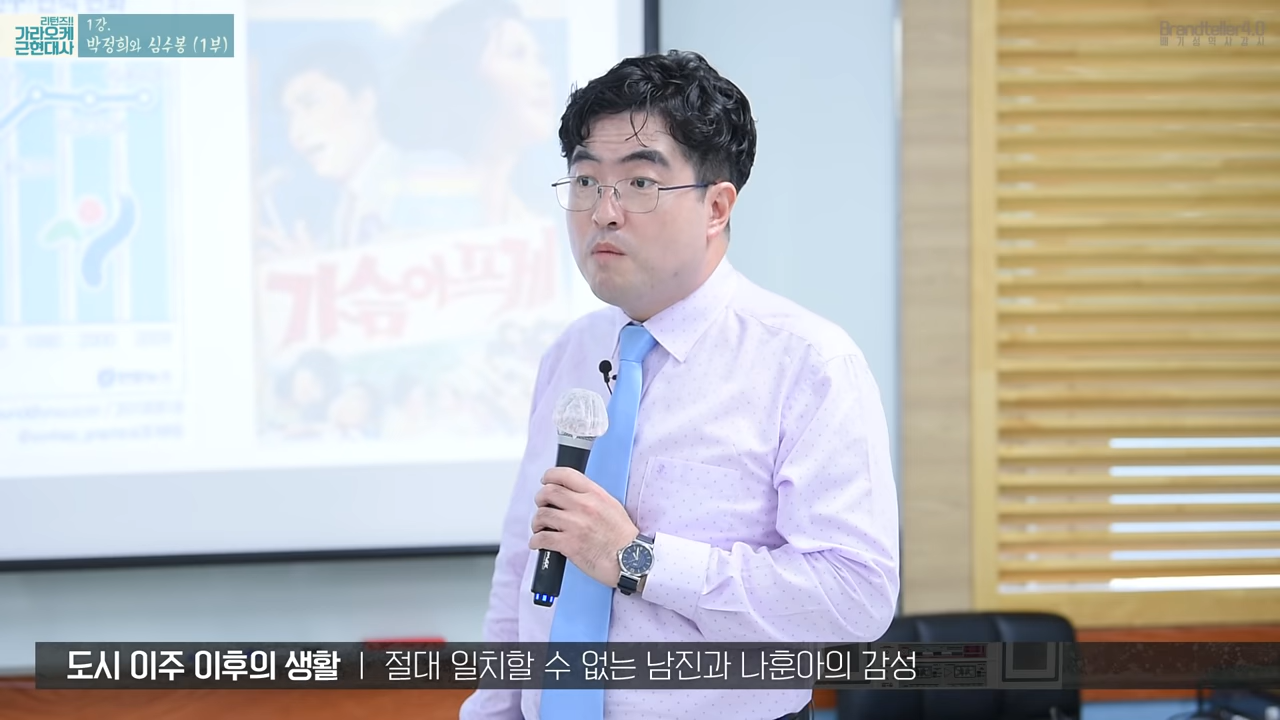 리턴즈!!
가라오케
근현대사
1강.
박정희와 심수봉 (1부)
Brandteller4.0
가슴아프게
도시 이주 이후의 생활 | 절대 일치할 수 없는 남진과 나훈아의 감성